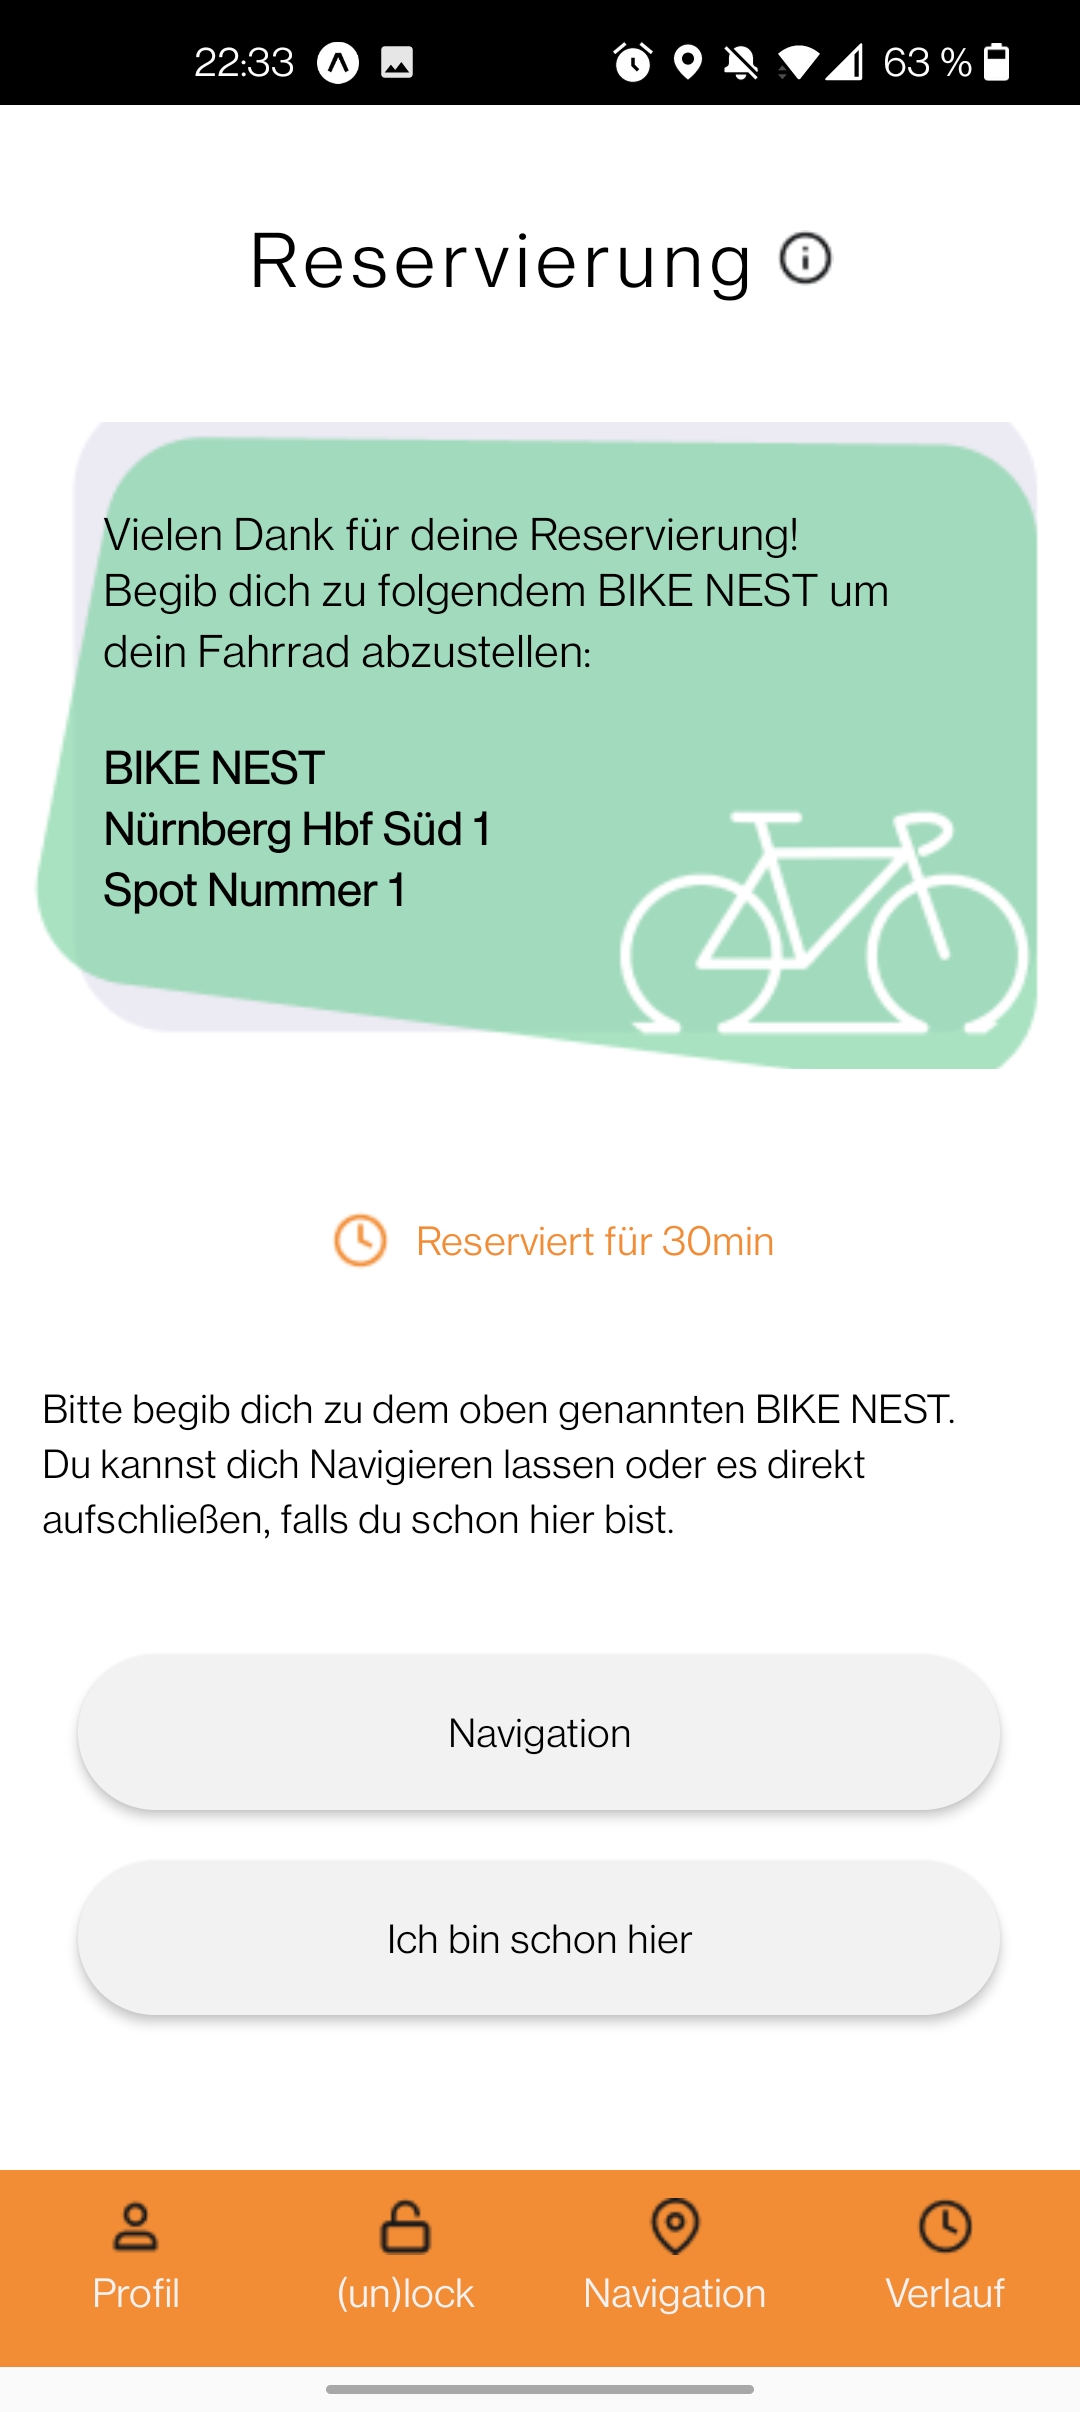 22:33
63 %
Reservierung
Vielen Dank für deine Reservierung!
Begib dich zu folgendem BIKE NEST um
dein Fahrrad abzustellen:
BIKE NEST
Nürnberg Hbf Süd 1
Spot Nummer 1
Reserviert für 30min
Bitte begib dich zu dem oben genannten BIKE NEST.
Du kannst dich Navigieren lassen oder es direkt
aufschließen, falls du schon hier bist.
Navigation
Ich bin schon hier
Profil
(un)lock
Navigation
Verlauf